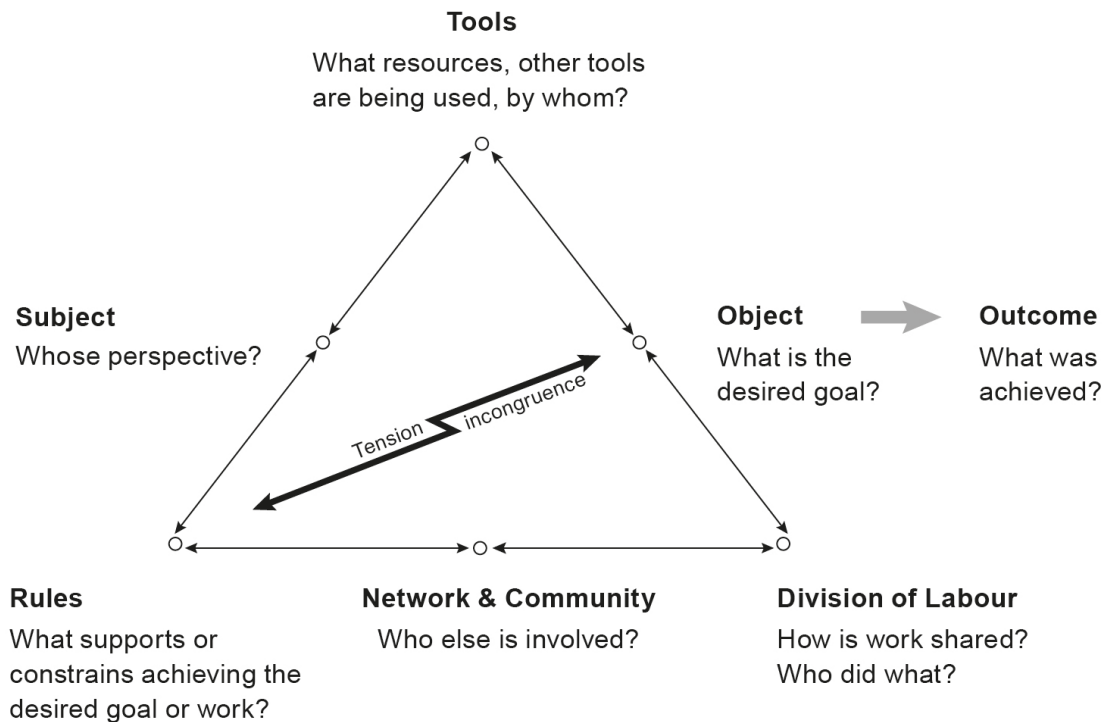 Tools
What resources, other tools
are being used, by whom?
Subject
Whose perspective?
Object
What is the
desired goal?
Outcome
What was
achieved?
Tension
incongruence
Rules
What supports or
constrains achieving the
desired goal or work?
Network & Community
Who else is involved?
Division of Labour
How is work shared?
Who did what?